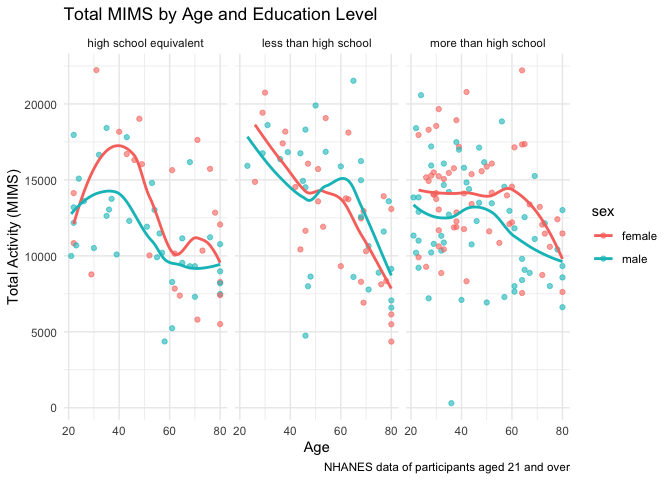 Total MIMS by Age and Education Level
high school equivalent less than high school more than high school
Total Activity (MIMS)
20000
15000
10000
5000
0
20 40 60 80 20 40 60 80 20 40 60 80
Age
sex
female
male
NHANES data of participants aged 21 and over